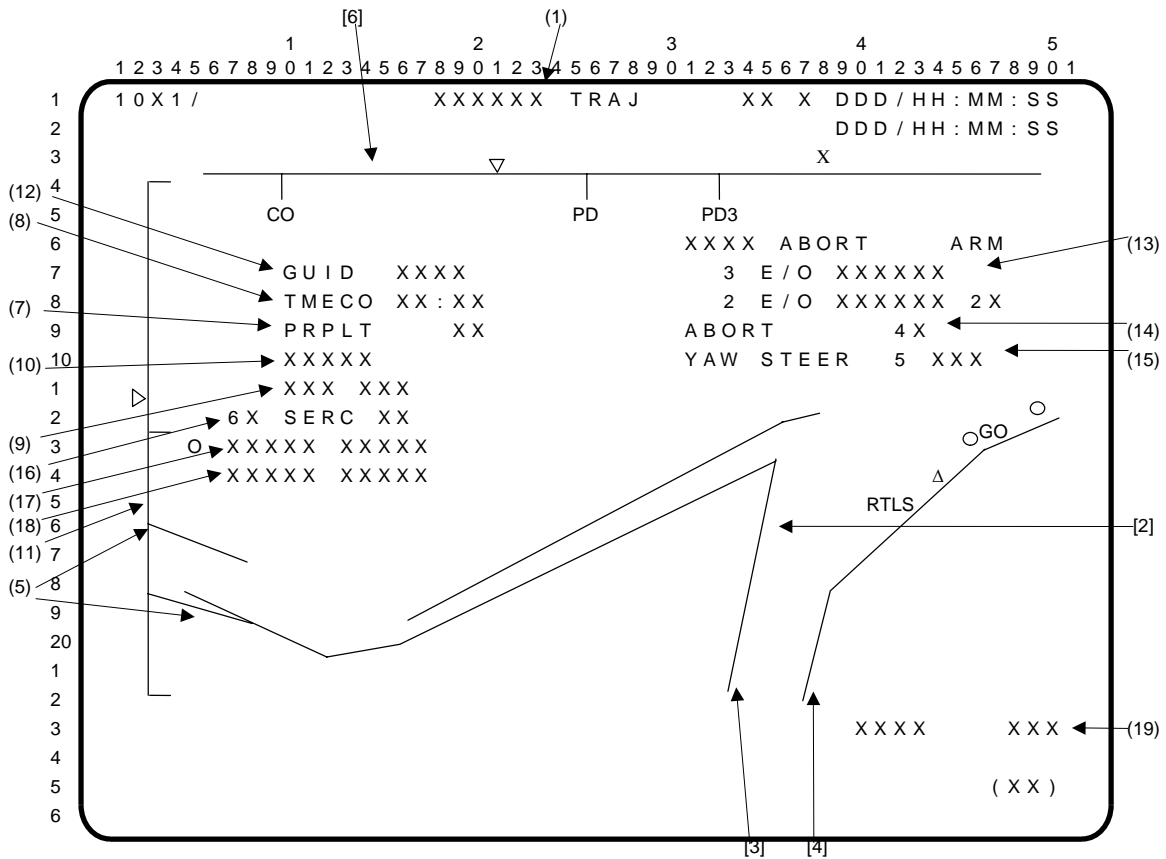 [6] (1)
1 2 3 4 5
1 2 3 4 5 6 7 8 9 0 1 2 3 4 5 6 7 8 9 0 1 2 3 4 5 6 7 8 9 0 1 2 3 4 5 6 7 8 9 0 1 2 3 4 5 6 7 8 9 0 1
1 10X1/ XXXXXX TRAJ XX X DDD/HH:MM:SS
2 DDD/HH:MM:SS
3 X
(12) 4
5 CO PD PD3
(8)
6 XXXX ABORT ARM (13)
7 GUID XXXX 3 E/O XXXXXX
(7) 8 TMECO XX:XX 2 E/O XXXXXX 2X
9 PRPLT XX ABORT 4X (14)
(10) 10 XXXXX YAW STEER 5 XXX (15)
1 XXX XXX
(9) 2 6X SERC XX
(16) 3 O XXXXX XXXXX GO
(17) 4 XXXXX XXXXX Δ
5 RTLS
(18) 6 [2]
(11) 7
(5) 8
9
20
1
2
3 XXXX XXX (19)
4
5 (XX)
6
[3] [4]